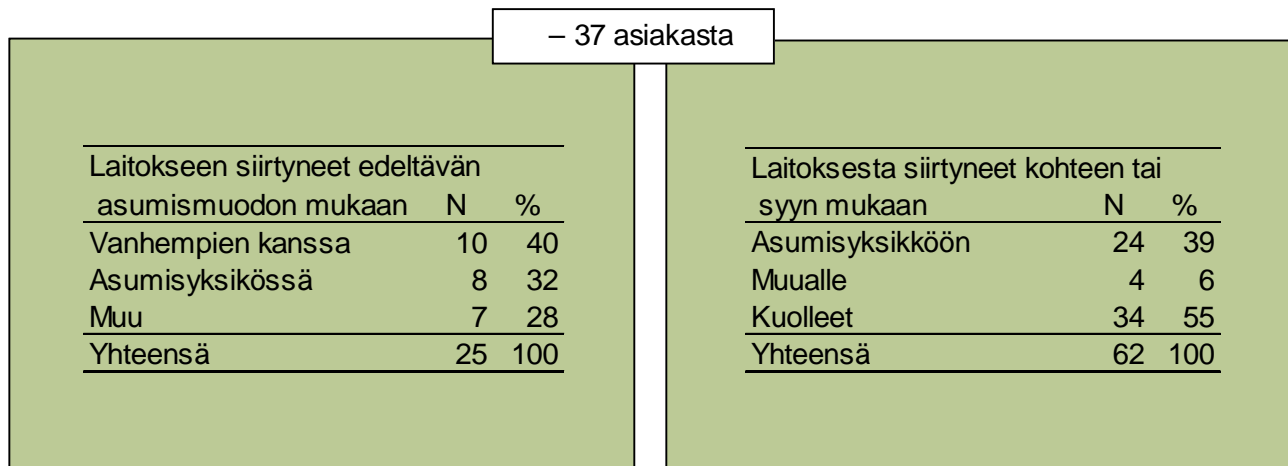 – 37 asiakasta
Laitokseen siirtyneet edeltävän
asumismuodon mukaan N %
Vanhempien kanssa 10 40
Asumisyksikössä 8 32
Muu 7 28
Yhteensä 25 100
Laitoksesta siirtyneet kohteen tai
syyn mukaan N %
Asumisyksikköön 24 39
Muualle 4 6
Kuolleet 34 55
Yhteensä 62 100